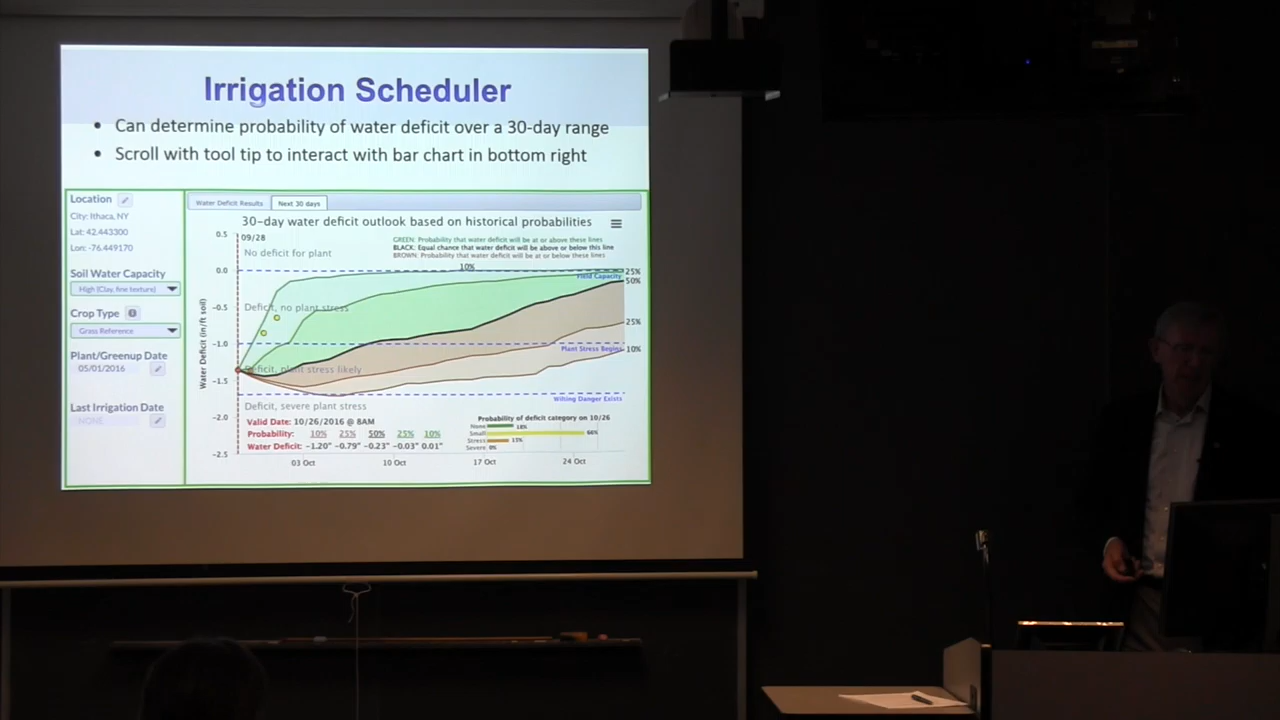 Irrigation Scheduler
• Can determine probability of water deficit over a 30-day range
• Scroll with tool tip to interact with bar chart in bottom right
Location
City: Ithaca, NY
Lat: 42.443300
Lon: -76.449170
Soil Water Capacity
High (Clay, fine texture)
Crop Type
Grass Reference
Plant/Greenup Date
05/01/2016
Last Irrigation Date
NONE
Water Deficit Results
Next 30 days
30-day water deficit outlook based on historical probabilities
GREEN: Probability that water deficit will be at or above these lines
BLACK: Equal chance that water deficit will be above or below this line
BROWN: Probability that water deficit will be at or below these lines
Water Deficit (in/ft soil)
0.5
0.0
-0.5
-1.0
-1.5
-2.0
-2.5
09/28
No deficit for plant
10%
25%
Field Capacity
50%
Deficit, no plant stress
25%
Plant Stress Begins
10%
Deficit, plant stress likely
Wilting Danger Exists
Deficit, severe plant stress
Valid Date: 10/26/2016 @ 8AM
Probability: 10% 25% 50% 25% 10%
Water Deficit: -1.20" -0.79" -0.23" -0.03" 0.01"
Probability of deficit category on 10/26
None 18%
Small 66%
Stress 15%
Severe 0%
03 Oct
10 Oct
17 Oct
24 Oct